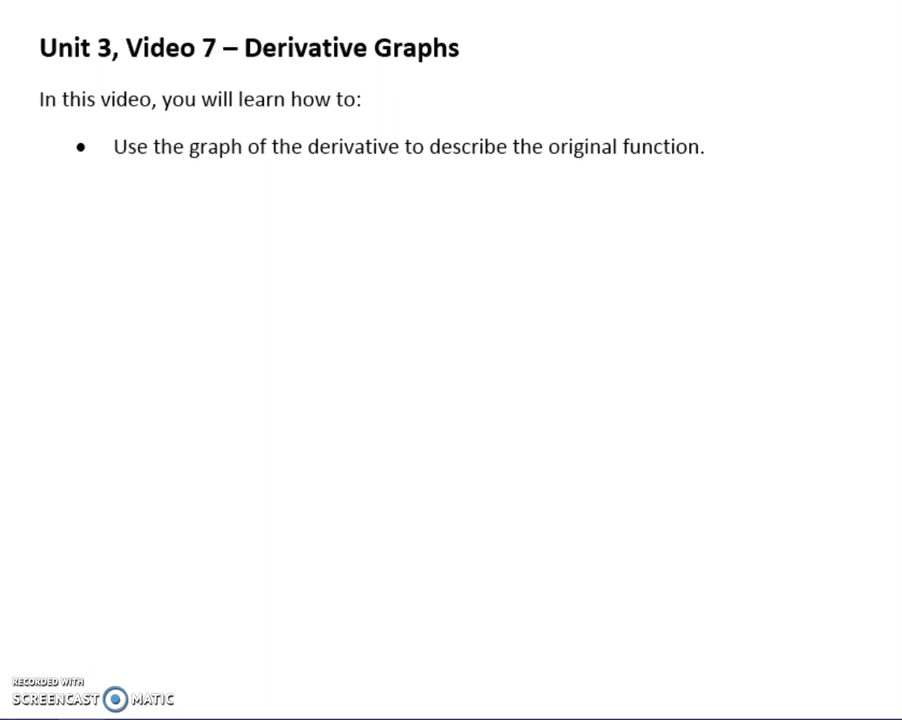 Unit 3, Video 7 – Derivative Graphs
In this video, you will learn how to:
• Use the graph of the derivative to describe the original function.
RECORDED WITH
SCREENCAST MATIC